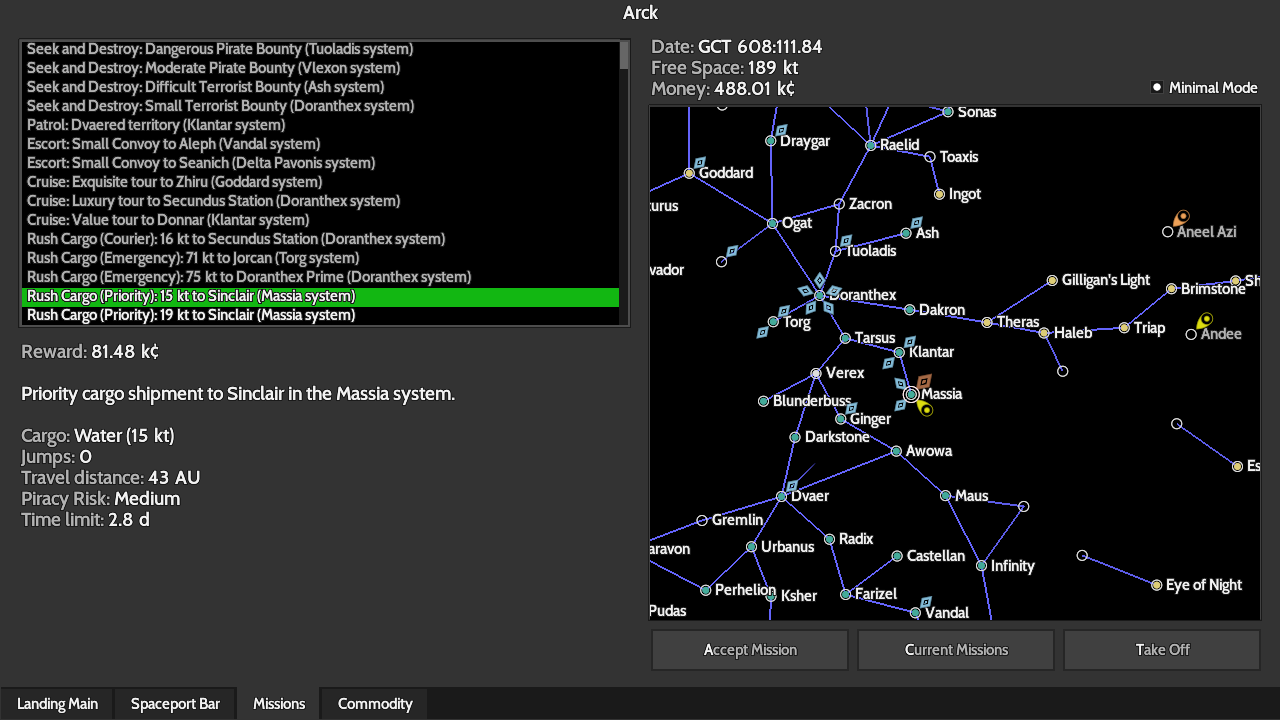 Arck
Seek and Destroy: Dangerous Pirate Bounty (Tuoladis system)
Seek and Destroy: Moderate Pirate Bounty (Vlexon system)
Seek and Destroy: Difficult Terrorist Bounty (Ash system)
Seek and Destroy: Small Terrorist Bounty (Doranthex system)
Patrol: Dvaered territory (Klantar system)
Escort: Small Convoy to Aleph (Vandal system)
Escort: Small Convoy to Seanich (Delta Pavonis system)
Cruise: Exquisite tour to Zhiru (Goddard system)
Cruise: Luxury tour to Secundus Station (Doranthex system)
Cruise: Value tour to Donnar (Klantar system)
Rush Cargo (Courier): 16 kt to Secundus Station (Doranthex system)
Rush Cargo (Emergency): 71 kt to Jorcan (Torg system)
Rush Cargo (Emergency): 75 kt to Doranthex Prime (Doranthex system)
Rush Cargo (Priority): 15 kt to Sinclair (Massia system)
Rush Cargo (Priority): 19 kt to Sinclair (Massia system)
Reward: 81.48 k¢
Priority cargo shipment to Sinclair in the Massia system.
Cargo: Water (15 kt)
Jumps: 0
Travel distance: 43 AU
Piracy Risk: Medium
Time limit: 2.8 d
Date: GCT 608:111.84
Free Space: 189 kt
Money: 488.01 k¢
Minimal Mode
Sonas
Draygar
Raelid
Toaxis
Goddard
Ingot
urus
Zacron
Ogat
Ash
Aneel Azi
Tuoladis
wador
Gilligan's Light
Sh
Brimstone
Doranthex
Dakron
Torg
Theras
Haleb
Triap
Andee
Tarsus
Klantar
Verex
Massia
Blunderbuss
Ginger
Darkstone
Awowa
Es
Dvaer
Maus
Gremlin
Radix
aravon
Urbanus
Castellan
Infinity
Eye of Night
Perhelion
Ksher
Farizel
Pudas
Vandal
Accept Mission
Current Missions
Take Off
Landing Main
Spaceport Bar
Missions
Commodity